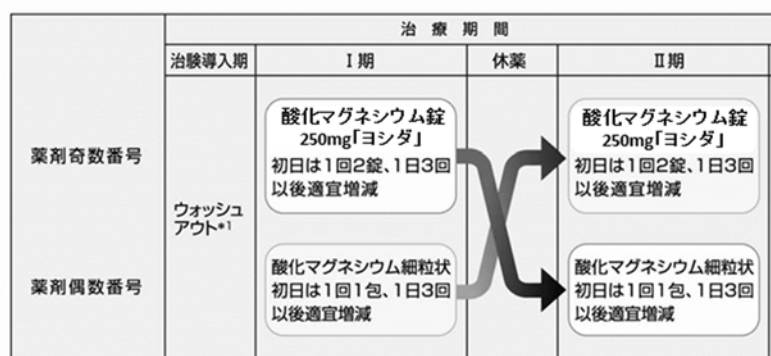 治療期間
治験導入期
Ⅰ期
休薬
Ⅱ期
薬剤奇数番号
ウォッシュ
アウト*1
酸化マグネシウム錠
250mg「ヨシダ」
初日は1回2錠、1日3回
以後適宜増減
酸化マグネシウム錠
250mg「ヨシダ」
初日は1回2錠、1日3回
以後適宜増減
薬剤偶数番号
酸化マグネシウム細粒状
初日は1回1包、1日3回
以後適宜増減
酸化マグネシウム細粒状
初日は1回1包、1日3回
以後適宜増減